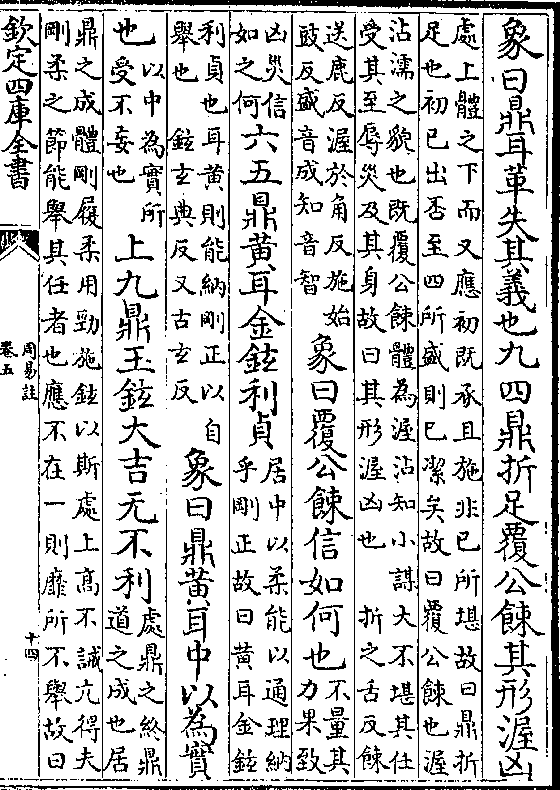 象曰鼎耳革失其義也九四鼎折足覆公餗其形渥凶
處上體之下而又應初既承且施非已所堪故曰鼎折
足也初已出否至四所盛則已潔矣故曰覆公餗也渥
沾濡之貌也既覆公餗體為渥沾知小謀大不堪其任
受其至辱災及其身故曰其形渥凶也 折之舌反餗
送鹿反渥於角反施始
豉反盛音成知音智
象曰覆公餗信如何也
不量其
力果致
凶災信
如之何
六五鼎黃耳金鉉利貞
居中以柔能以通理納
乎剛正故曰黃耳金鉉
利貞也耳黃則能納剛正以自
舉也 鉉玄典反又古玄反
象曰鼎黃耳中以為實
也
以中為實所
受不妄也
上九鼎玉鉉大吉无不利
處鼎之終鼎
道之成也居
鼎之成體剛履柔用勁施鉉以斯處上高不誡亢得夫
剛柔之節能舉其任者也應不在一則靡所不舉故曰
欽定四庫全書
周易註
卷五
十四